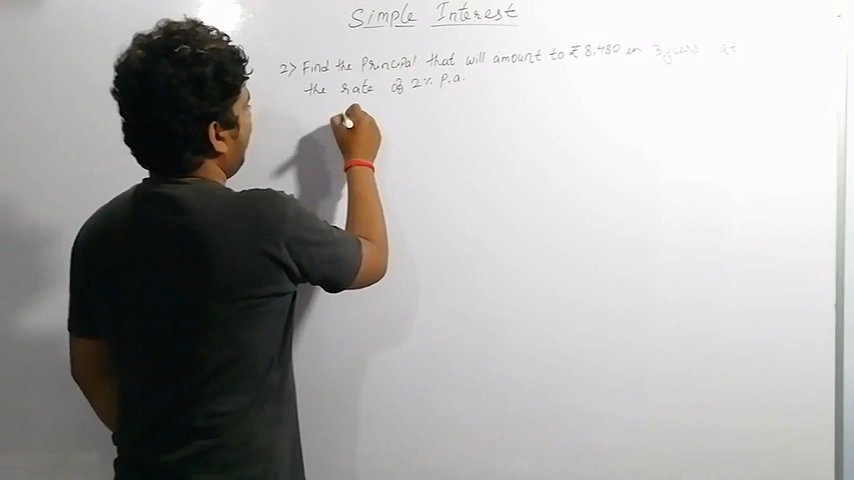 Simple Interest
2> Find the Principal that will amount to ₹ 8,480 in 3 years at
the rate of 2% P.a.